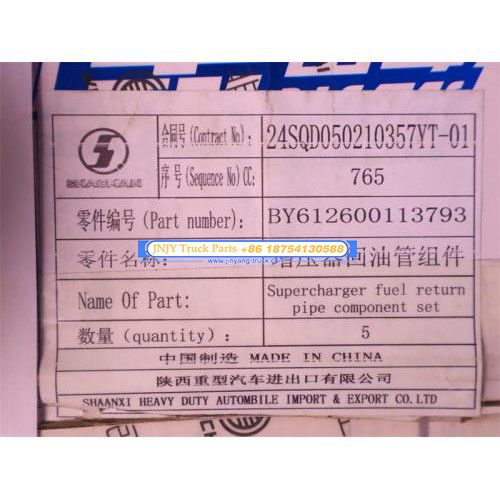 合同号(Contract No): 24SQD050210357YT-01
SHACMAN
序号(Sequence No)CC: 765
零件编号(Part number): BY612600113793
JNJY Truck Parts +86 18754130588
零件名称: 增压器回油管组件
Name Of Part: Supercharger fuel return
pipe component set
数量(quantity): 5
中国制造 MADE IN CHINA
陕西重型汽车进出口有限公司
SHAANXI HEAVY DUTY AUTOMBILE IMPORT & EXPORT CO.LTD